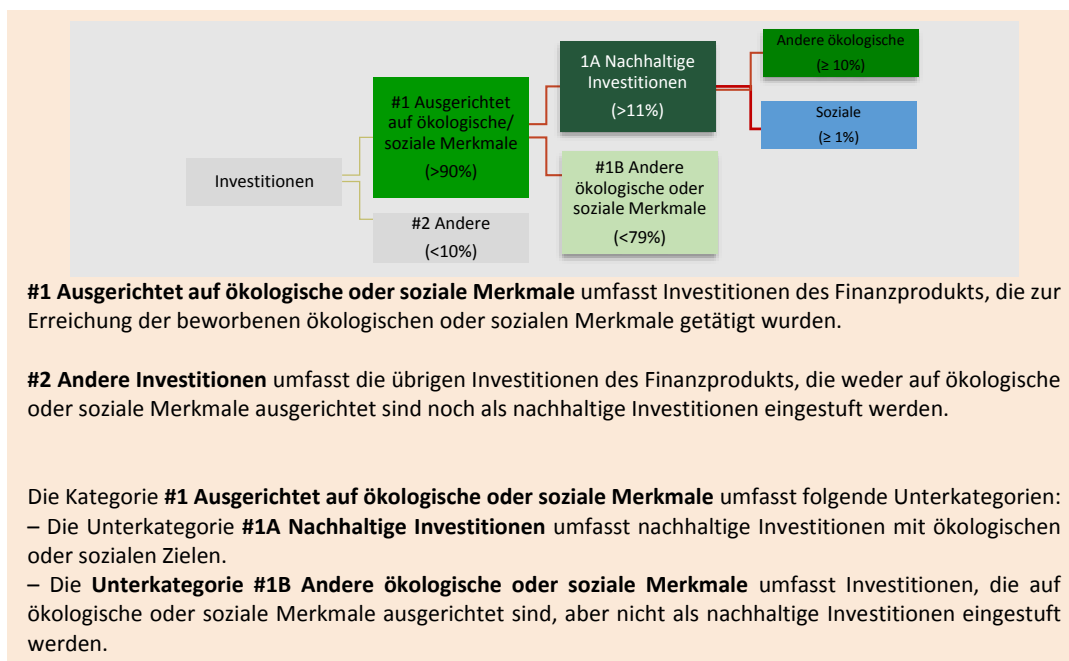 Andere ökologische
(≥ 10%)
1A Nachhaltige
Investitionen
(>11%)
#1 Ausgerichtet
auf ökologische/
soziale Merkmale
(>90%)
Soziale
(≥ 1%)
Investitionen
#1B Andere
ökologische oder
soziale Merkmale
(<79%)
#2 Andere
(<10%)
#1 Ausgerichtet auf ökologische oder soziale Merkmale umfasst Investitionen des Finanzprodukts, die zur
Erreichung der beworbenen ökologischen oder sozialen Merkmale getätigt wurden.
#2 Andere Investitionen umfasst die übrigen Investitionen des Finanzprodukts, die weder auf ökologische
oder soziale Merkmale ausgerichtet sind noch als nachhaltige Investitionen eingestuft werden.
Die Kategorie #1 Ausgerichtet auf ökologische oder soziale Merkmale umfasst folgende Unterkategorien:
– Die Unterkategorie #1A Nachhaltige Investitionen umfasst nachhaltige Investitionen mit ökologischen
oder sozialen Zielen.
– Die Unterkategorie #1B Andere ökologische oder soziale Merkmale umfasst Investitionen, die auf
ökologische oder soziale Merkmale ausgerichtet sind, aber nicht als nachhaltige Investitionen eingestuft
werden.